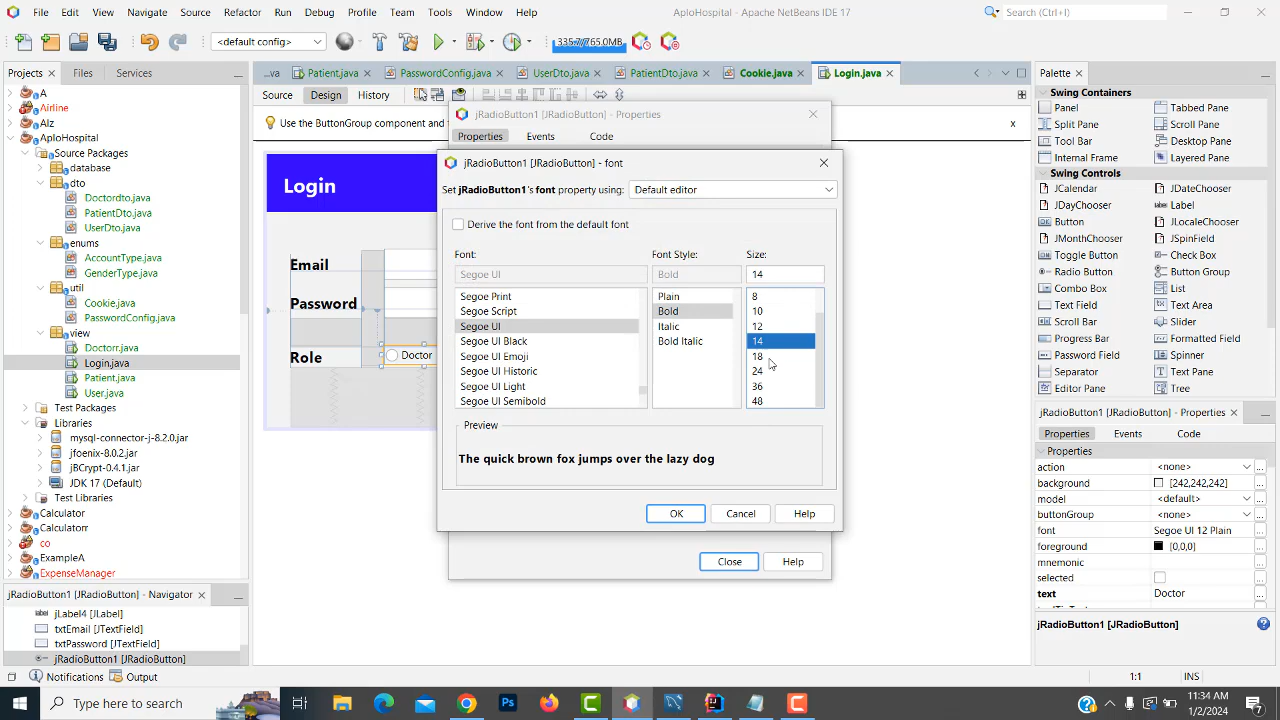 File Edit View Navigate Source Refactor Run Debug Profile Team Tools Window Help
AploHospital - Apache NetBeans IDE 17
Search (Ctrl+I)
<default config>
335.7/765.0MB
Projects
Files
Services
...va
Patient.java
PasswordConfig.java
UserDto.java
PatientDto.java
Cookie.java
Login.java
Source
Design
History
Use the ButtonGroup component and
x
A
Airline
Alz
AploHospital
Source Packages
database
dto
Doctordto.java
PatientDto.java
UserDto.java
enums
AccountType.java
GenderType.java
util
Cookie.java
PasswordConfig.java
view
Doctorr.java
Login.java
Patient.java
User.java
Test Packages
Libraries
mysql-connector-j-8.2.0.jar
jfoenix-8.0.8.jar
jBCrypt-0.4.1.jar
JDK 17 (Default)
Test Libraries
Calculator
Calculatorr
co
ExampleA
ExpenseManager
jRadioButton1 [JRadioButton] - Navigator
jLabel4 [JLabel]
txtEmail [JTextField]
txtPassword [JTextField]
jRadioButton1 [JRadioButton]
Notifications
Output
Login
Email
Password
Role
Doctor
jRadioButton1 [JRadioButton] - Properties
Properties
Events
Code
jRadioButton1 [JRadioButton] - font
Set jRadioButton1's font property using:
Default editor
Derive the font from the default font
Font:
Font Style:
Size:
Segoe UI
Bold
14
Segoe Print
Segoe Script
Segoe UI
Segoe UI Black
Segoe UI Emoji
Segoe UI Historic
Segoe UI Light
Segoe UI Semibold
Plain
Bold
Italic
Bold Italic
8
10
12
14
18
24
36
48
Preview
The quick brown fox jumps over the lazy dog
OK
Cancel
Help
Close
Help
Palette
Swing Containers
Panel
Tabbed Pane
Split Pane
Scroll Pane
Tool Bar
Desktop Pane
Internal Frame
Layered Pane
Swing Controls
JCalendar
JDateChooser
JDayChooser
Label
Button
JLocaleChooser
JMonthChooser
JSpinField
Toggle Button
Check Box
Radio Button
Button Group
Combo Box
List
Text Field
Text Area
Scroll Bar
Slider
Progress Bar
Formatted Field
Password Field
Spinner
Separator
Text Pane
Editor Pane
Tree
jRadioButton1 [JRadioButton] - Properties
Properties
Events
Code
Properties
action
<none>
...
background
[242,242,242]
...
model
<default>
...
buttonGroup
<none>
...
font
Segoe UI 12 Plain
...
foreground
[0,0,0]
...
mnemonic
...
selected
...
text
Doctor
...
jRadioButton1 [JRadioButton]
1:1
INS
Type here to search
Ps
11:34 AM
1/2/2024